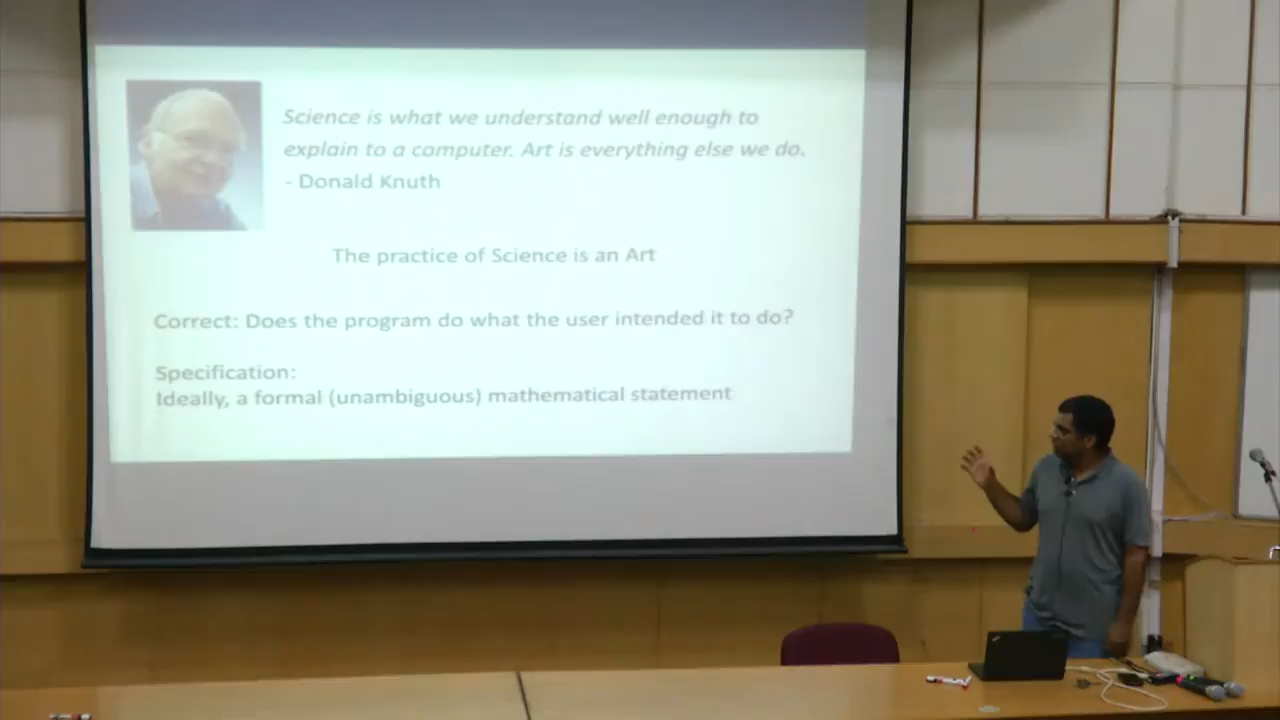 Science is what we understand well enough to
explain to a computer. Art is everything else we do.
- Donald Knuth
The practice of Science is an Art
Correct: Does the program do what the user intended it to do?
Specification:
Ideally, a formal (unambiguous) mathematical statement